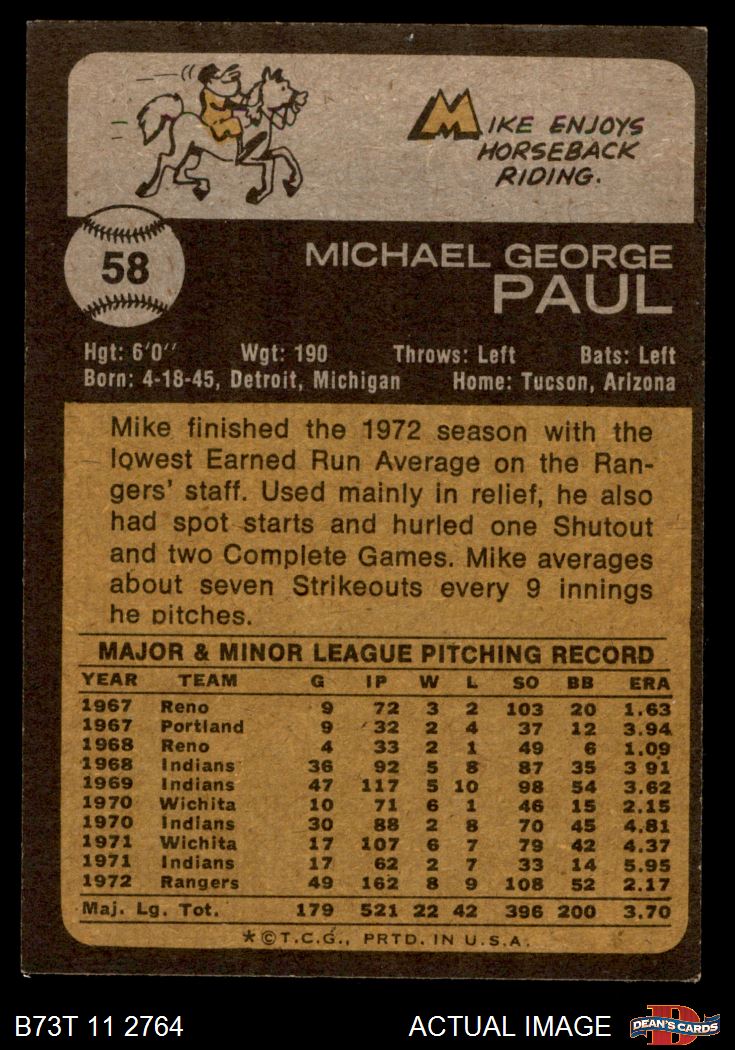 MIKE ENJOYS
HORSEBACK
RIDING.
58
MICHAEL GEORGE
PAUL
Hgt: 6'0'' Wgt: 190 Throws: Left Bats: Left
Born: 4-18-45, Detroit, Michigan Home: Tucson, Arizona
Mike finished the 1972 season with the
lowest Earned Run Average on the Ran-
gers' staff. Used mainly in relief, he also
had spot starts and hurled one Shutout
and two Complete Games. Mike averages
about seven Strikeouts every 9 innings
he pitches.
MAJOR & MINOR LEAGUE PITCHING RECORD
YEAR TEAM G IP W L SO BB ERA
1967 Reno 9 72 3 2 103 20 1.63
1967 Portland 9 32 2 4 37 12 3.94
1968 Reno 4 33 2 1 49 6 1.09
1968 Indians 36 92 5 8 87 35 3 91
1969 Indians 47 117 5 10 98 54 3.62
1970 Wichita 10 71 6 1 46 15 2.15
1970 Indians 30 88 2 8 70 45 4.81
1971 Wichita 17 107 6 7 79 42 4.37
1971 Indians 17 62 2 7 33 14 5.95
1972 Rangers 49 162 8 9 108 52 2.17
Maj. Lg. Tot. 179 521 22 42 396 200 3.70
*©T.C.G., PRTD. IN U.S.A.
B73T 11 2764 ACTUAL IMAGE D DEAN'S CARDS